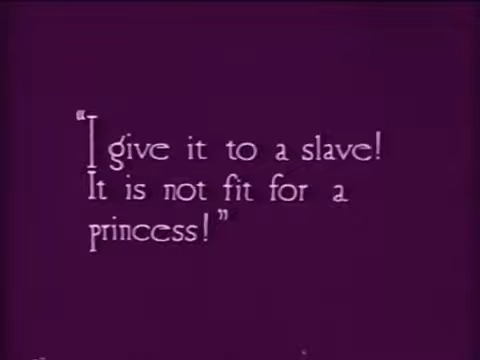 "I give it to a slave!
It is not fit for a
princess!"